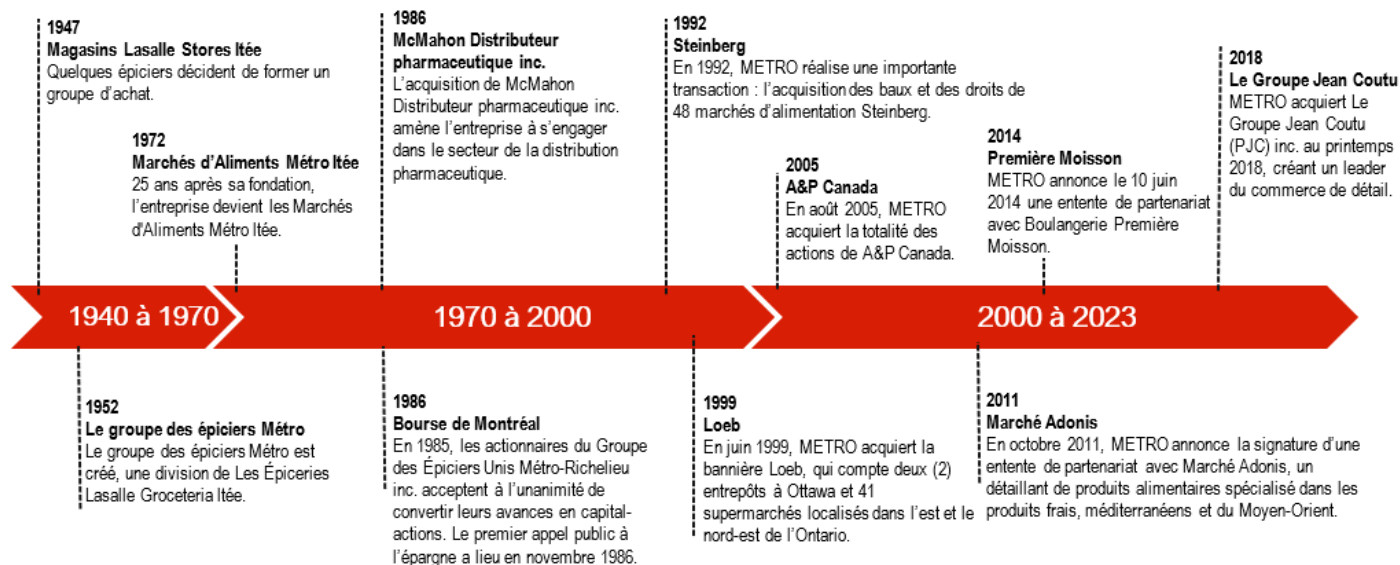 1947
Magasins Lasalle Stores ltée
Quelques épiciers décident de former un
groupe d'achat.
1972
Marchés d'Aliments Métro ltée
25 ans après sa fondation,
l'entreprise devient les Marchés
d'Aliments Métro ltée.
1986
McMahon Distributeur
pharmaceutique inc.
L'acquisition de McMahon
Distributeur pharmaceutique inc.
amène l'entreprise à s'engager
dans le secteur de la distribution
pharmaceutique.
1992
Steinberg
En 1992, METRO réalise une importante
transaction : l'acquisition des baux et des droits de
48 marchés d'alimentation Steinberg.
2005
A&P Canada
En août 2005, METRO
acquiert la totalité des
actions de A&P Canada.
2014
Première Moisson
METRO annonce le 10 juin
2014 une entente de partenariat
avec Boulangerie Première
Moisson.
2018
Le Groupe Jean Coutu
METRO acquiert Le
Groupe Jean Coutu
(PJC) inc. au printemps
2018, créant un leader
du commerce de détail.
1940 à 1970
1970 à 2000
2000 à 2023
1952
Le groupe des épiciers Métro
Le groupe des épiciers Métro est
créé, une division de Les Épiceries
Lasalle Groceteria ltée.
1986
Bourse de Montréal
En 1985, les actionnaires du Groupe
des Épiciers Unis Métro-Richelieu
inc. acceptent à l'unanimité de
convertir leurs avances en capital-
actions. Le premier appel public à
l'épargne a lieu en novembre 1986.
1999
Loeb
En juin 1999, METRO acquiert la
bannière Loeb, qui compte deux (2)
entrepôts à Ottawa et 41
supermarchés localisés dans l'est et le
nord-est de l'Ontario.
2011
Marché Adonis
En octobre 2011, METRO annonce la signature d'une
entente de partenariat avec Marché Adonis, un
détaillant de produits alimentaires spécialisé dans les
produits frais, méditerranéens et du Moyen-Orient.